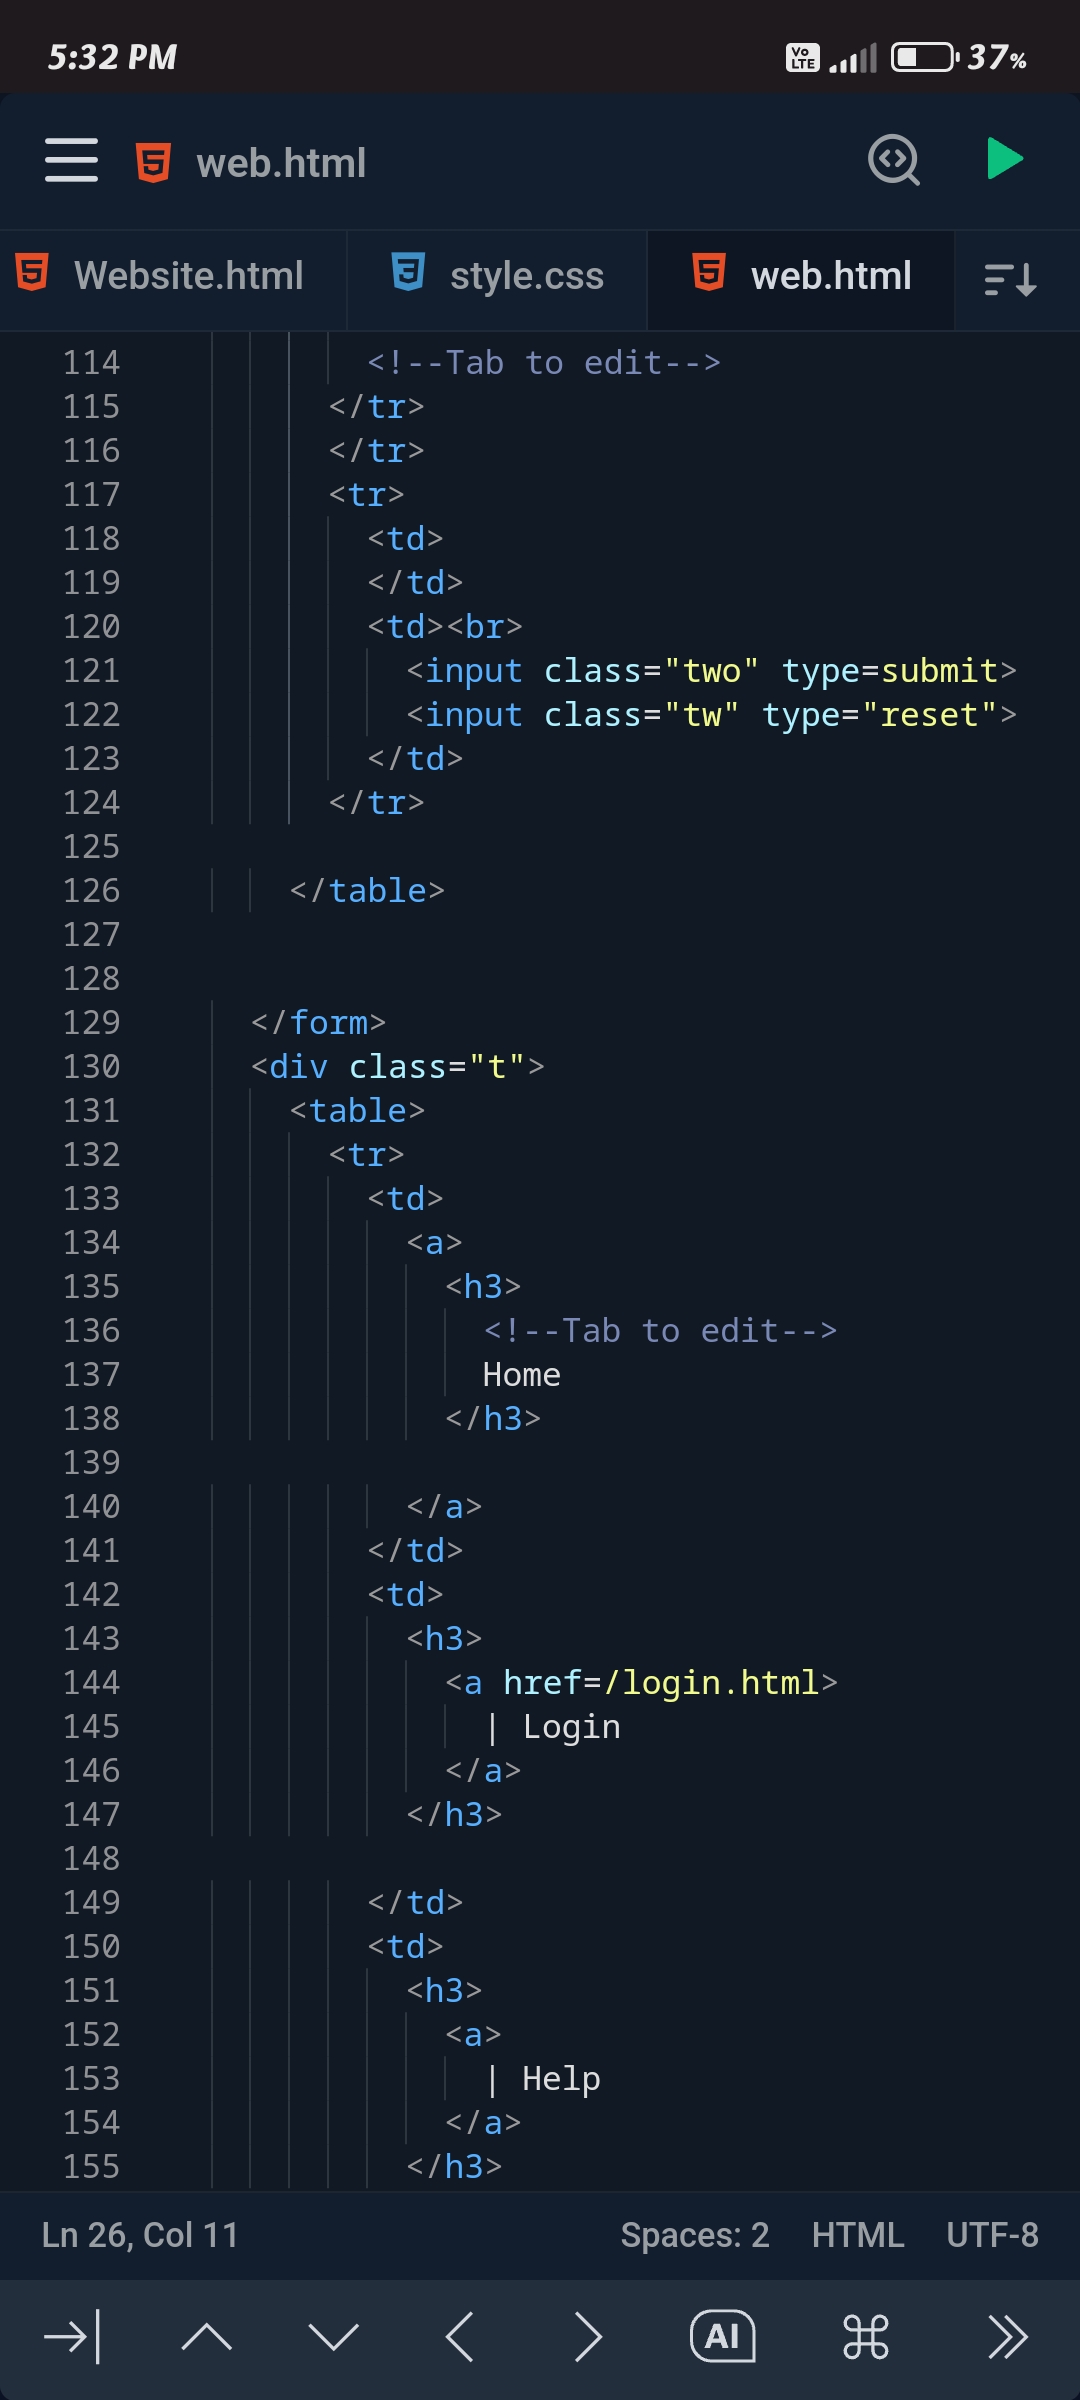 5:32 PM Vo LTE 37%
web.html
Website.html style.css web.html
114 <!--Tab to edit-->
115 </tr>
116 </tr>
117 <tr>
118 <td>
119 </td>
120 <td><br>
121 <input class="two" type=submit>
122 <input class="tw" type="reset">
123 </td>
124 </tr>
125
126 </table>
127
128
129 </form>
130 <div class="t">
131 <table>
132 <tr>
133 <td>
134 <a>
135 <h3>
136 <!--Tab to edit-->
137 Home
138 </h3>
139
140 </a>
141 </td>
142 <td>
143 <h3>
144 <a href=/login.html>
145 | Login
146 </a>
147 </h3>
148
149 </td>
150 <td>
151 <h3>
152 <a>
153 | Help
154 </a>
155 </h3>
Ln 26, Col 11 Spaces: 2 HTML UTF-8
AI